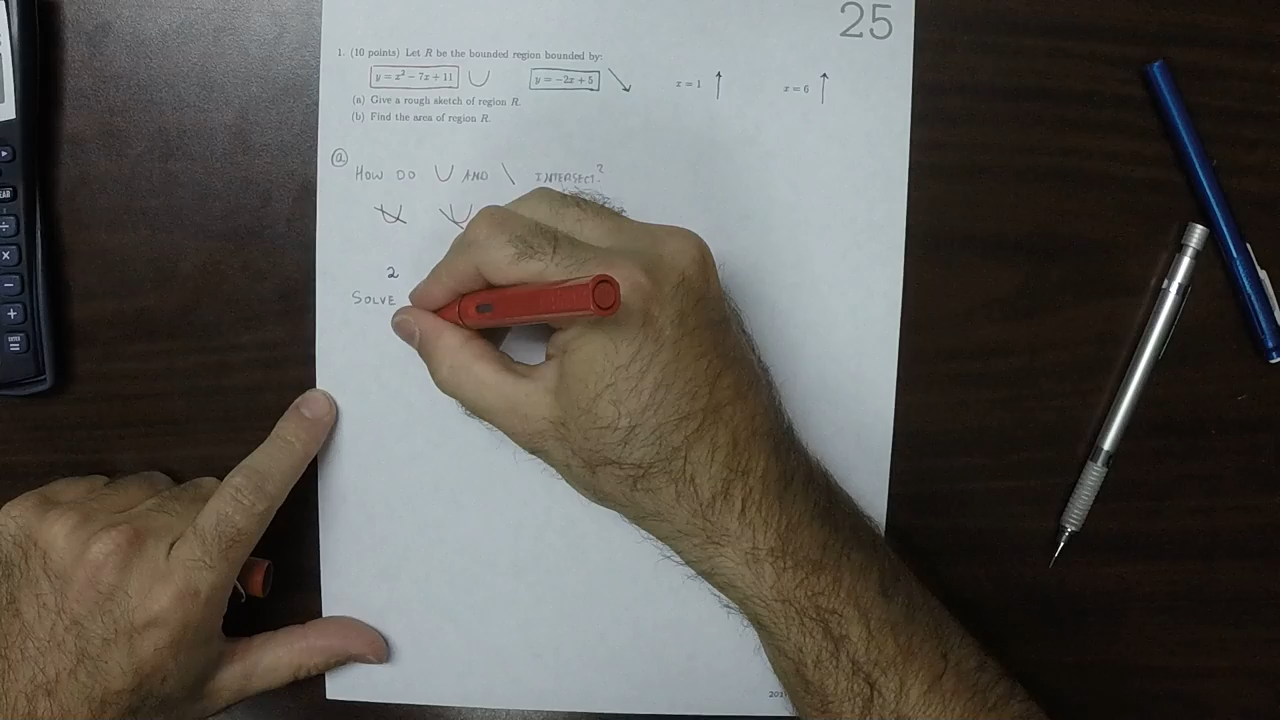 25
1. (10 points) Let R be the bounded region bounded by:
y = x² − 7x + 11
y = −2x + 5
x = 1
x = 6
(a) Give a rough sketch of region R.
(b) Find the area of region R.
a
HOW DO ∪ AND \ INTERSECT?
2
SOLVE
201